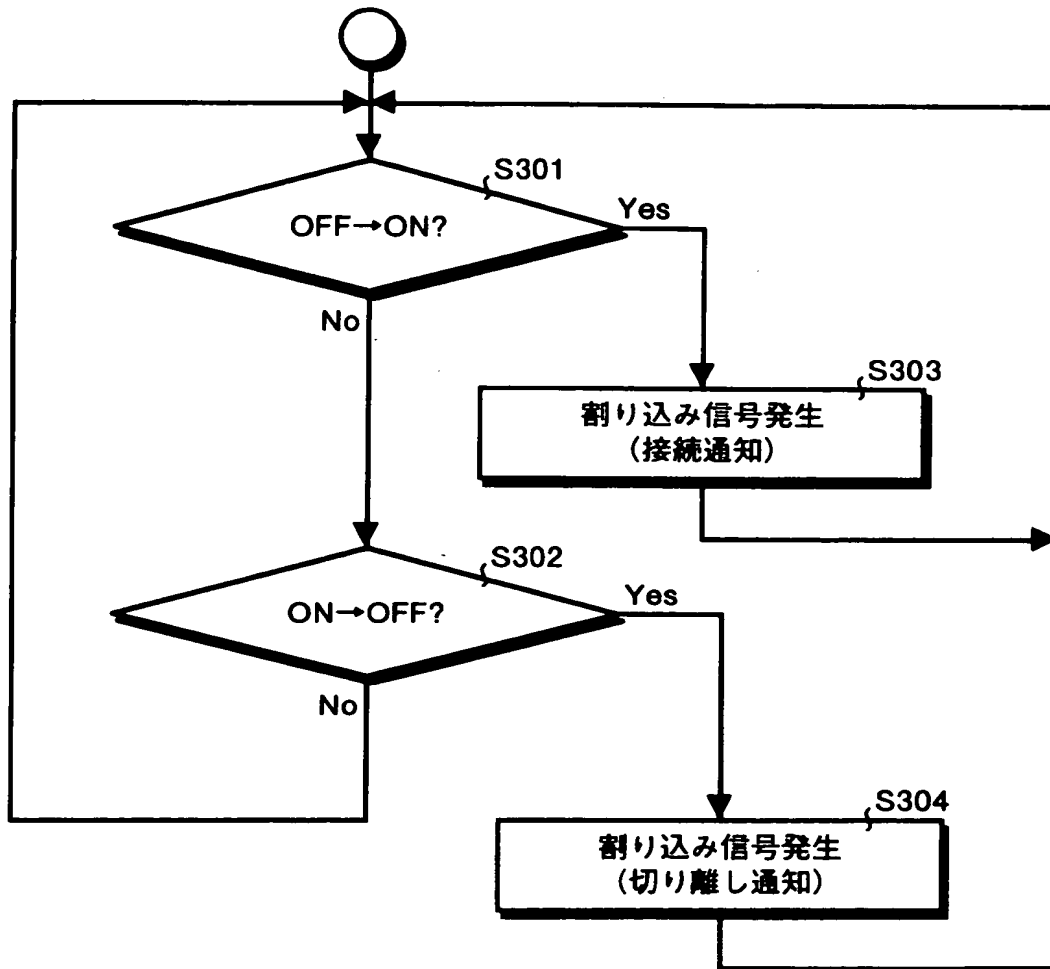 S301
OFF→ON?
Yes
No
S303
割り込み信号発生
（接続通知）
S302
ON→OFF?
Yes
No
S304
割り込み信号発生
（切り離し通知）